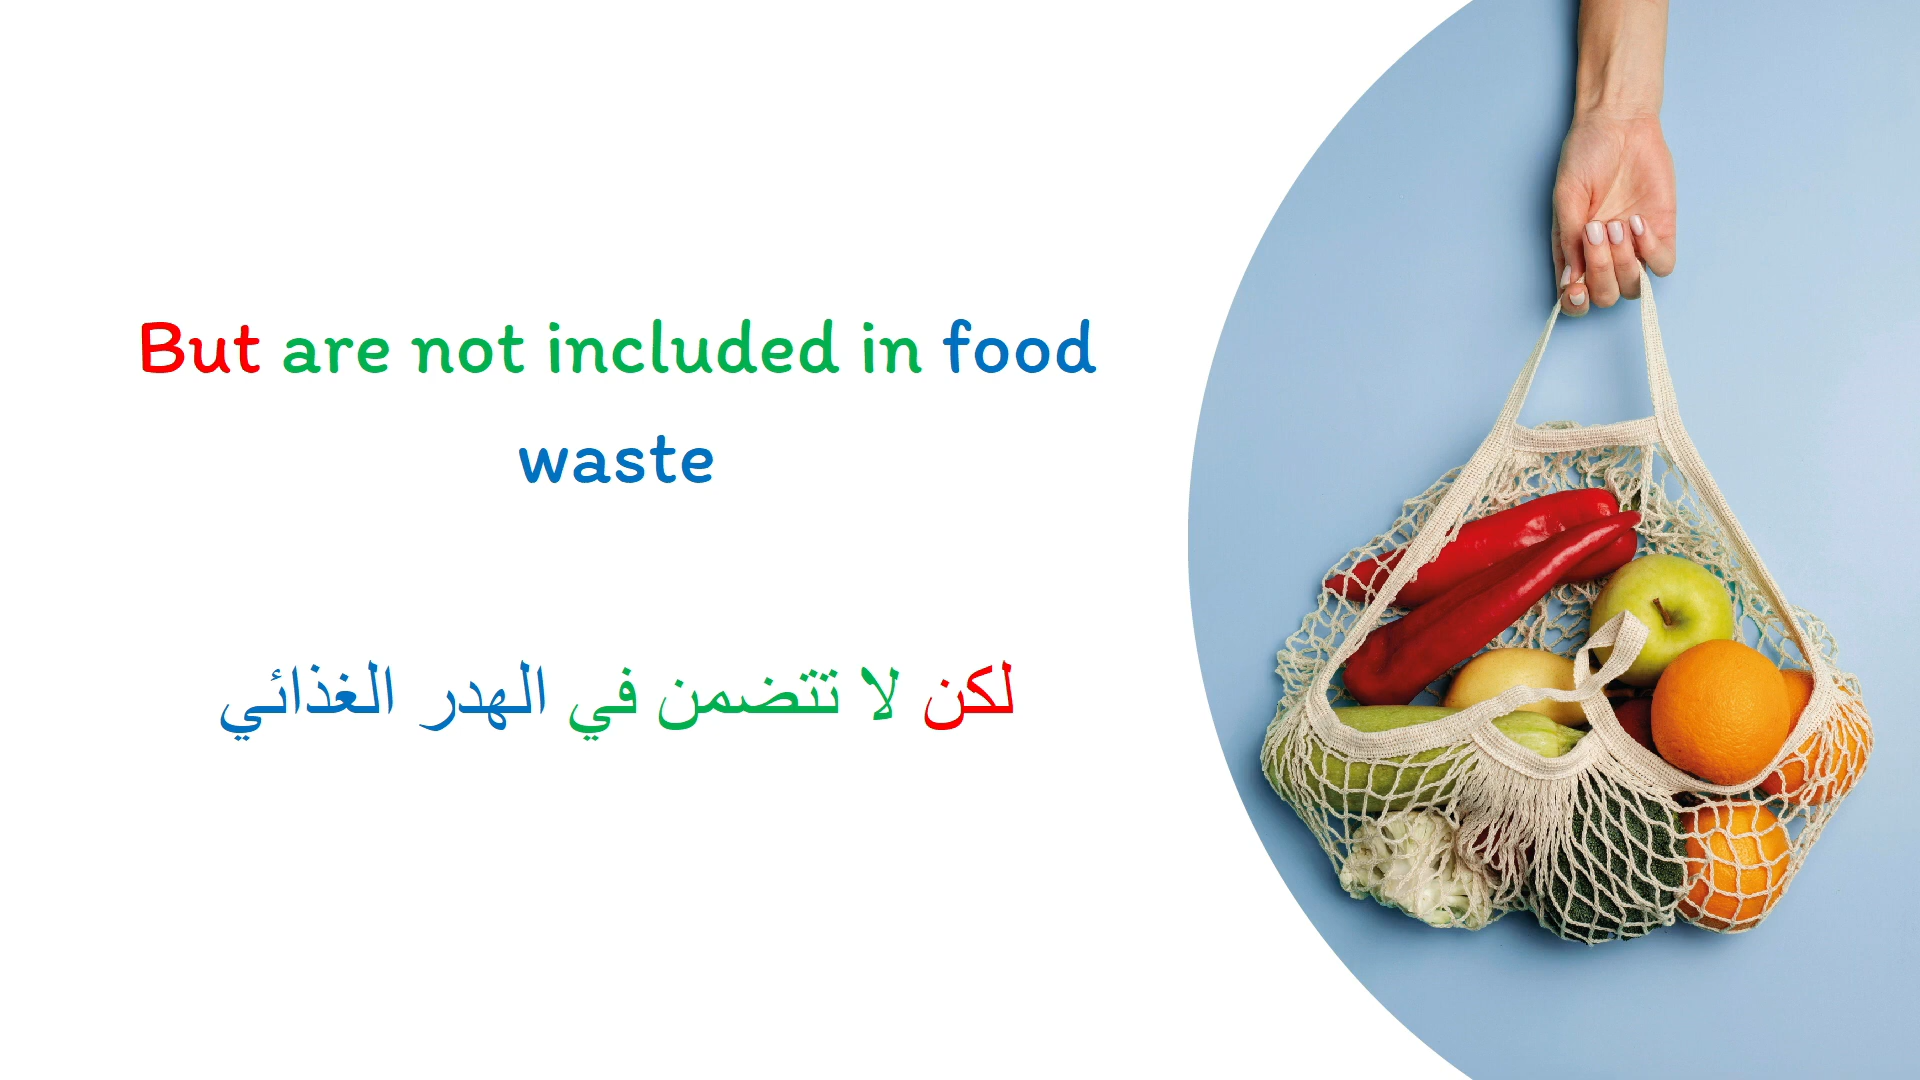 But are not included in food
waste
لكن لا تتضمن في الهدر الغذائي